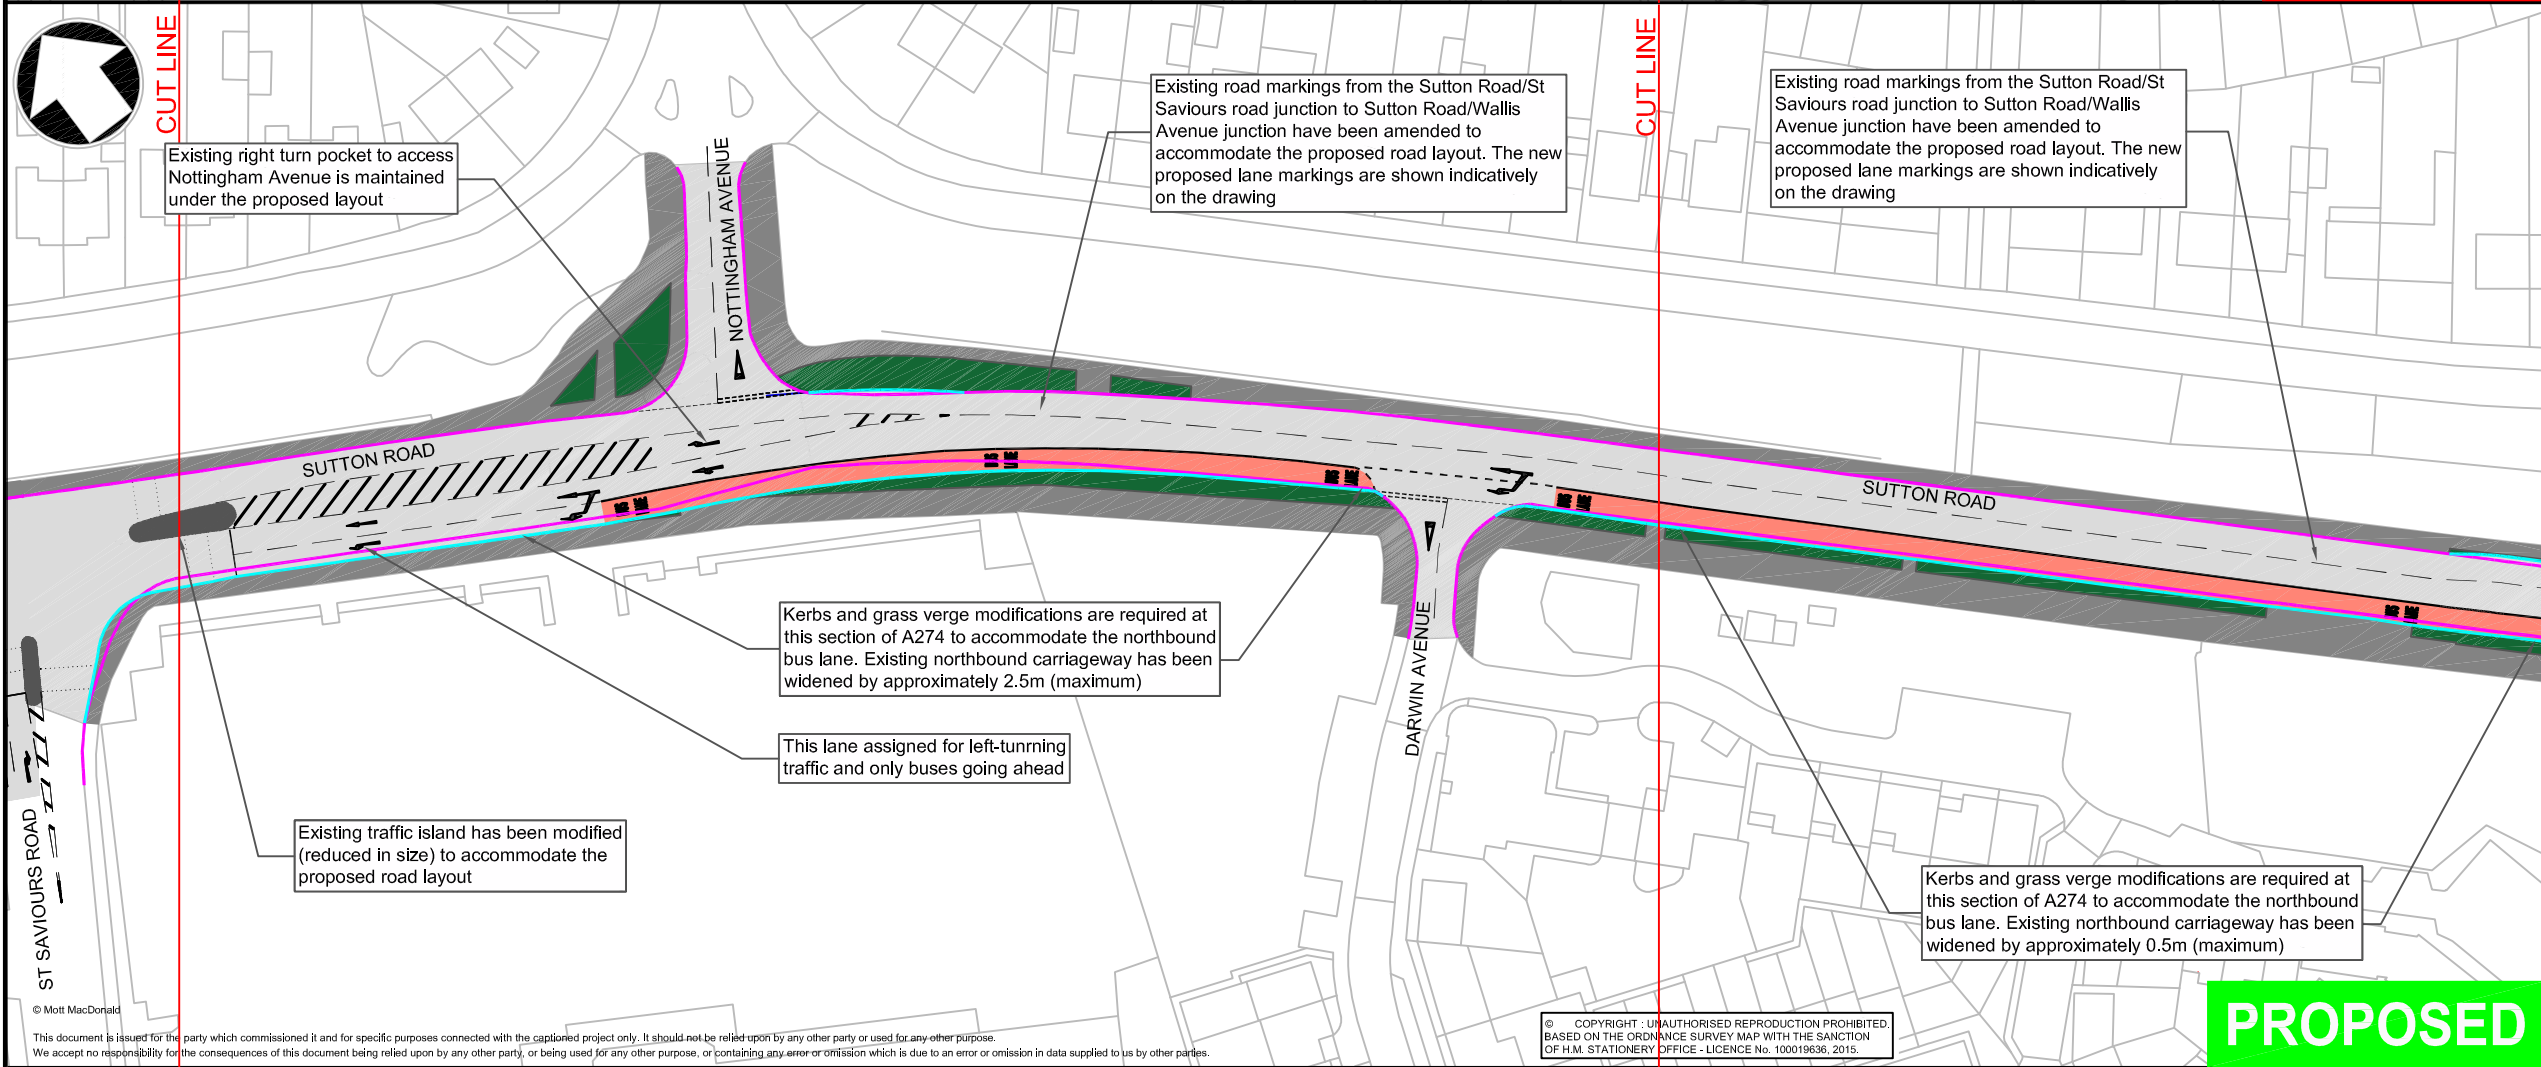 CUT LINE
CUT LINE
Existing right turn pocket to access
Nottingham Avenue is maintained
under the proposed layout
Existing road markings from the Sutton Road/St
Saviours road junction to Sutton Road/Wallis
Avenue junction have been amended to
accommodate the proposed road layout. The new
proposed lane markings are shown indicatively
on the drawing
Existing road markings from the Sutton Road/St
Saviours road junction to Sutton Road/Wallis
Avenue junction have been amended to
accommodate the proposed road layout. The new
proposed lane markings are shown indicatively
on the drawing
NOTTINGHAM AVENUE
SUTTON ROAD
SUTTON ROAD
BUS
LANE
BUS
LANE
BUS
LANE
BUS
LANE
BUS
LANE
DARWIN AVENUE
Kerbs and grass verge modifications are required at
this section of A274 to accommodate the northbound
bus lane. Existing northbound carriageway has been
widened by approximately 2.5m (maximum)
This lane assigned for left-tunrning
traffic and only buses going ahead
Existing traffic island has been modified
(reduced in size) to accommodate the
proposed road layout
ST SAVIOURS ROAD
Kerbs and grass verge modifications are required at
this section of A274 to accommodate the northbound
bus lane. Existing northbound carriageway has been
widened by approximately 0.5m (maximum)
© Mott MacDonald
This document is issued for the party which commissioned it and for specific purposes connected with the captioned project only. It should not be relied upon by any other party or used for any other purpose.
We accept no responsibility for the consequences of this document being relied upon by any other party, or being used for any other purpose, or containing any error or omission which is due to an error or omission in data supplied to us by other parties.
© COPYRIGHT : UNAUTHORISED REPRODUCTION PROHIBITED.
BASED ON THE ORDNANCE SURVEY MAP WITH THE SANCTION
OF H.M. STATIONERY OFFICE - LICENCE No. 100019636, 2015.
PROPOSED